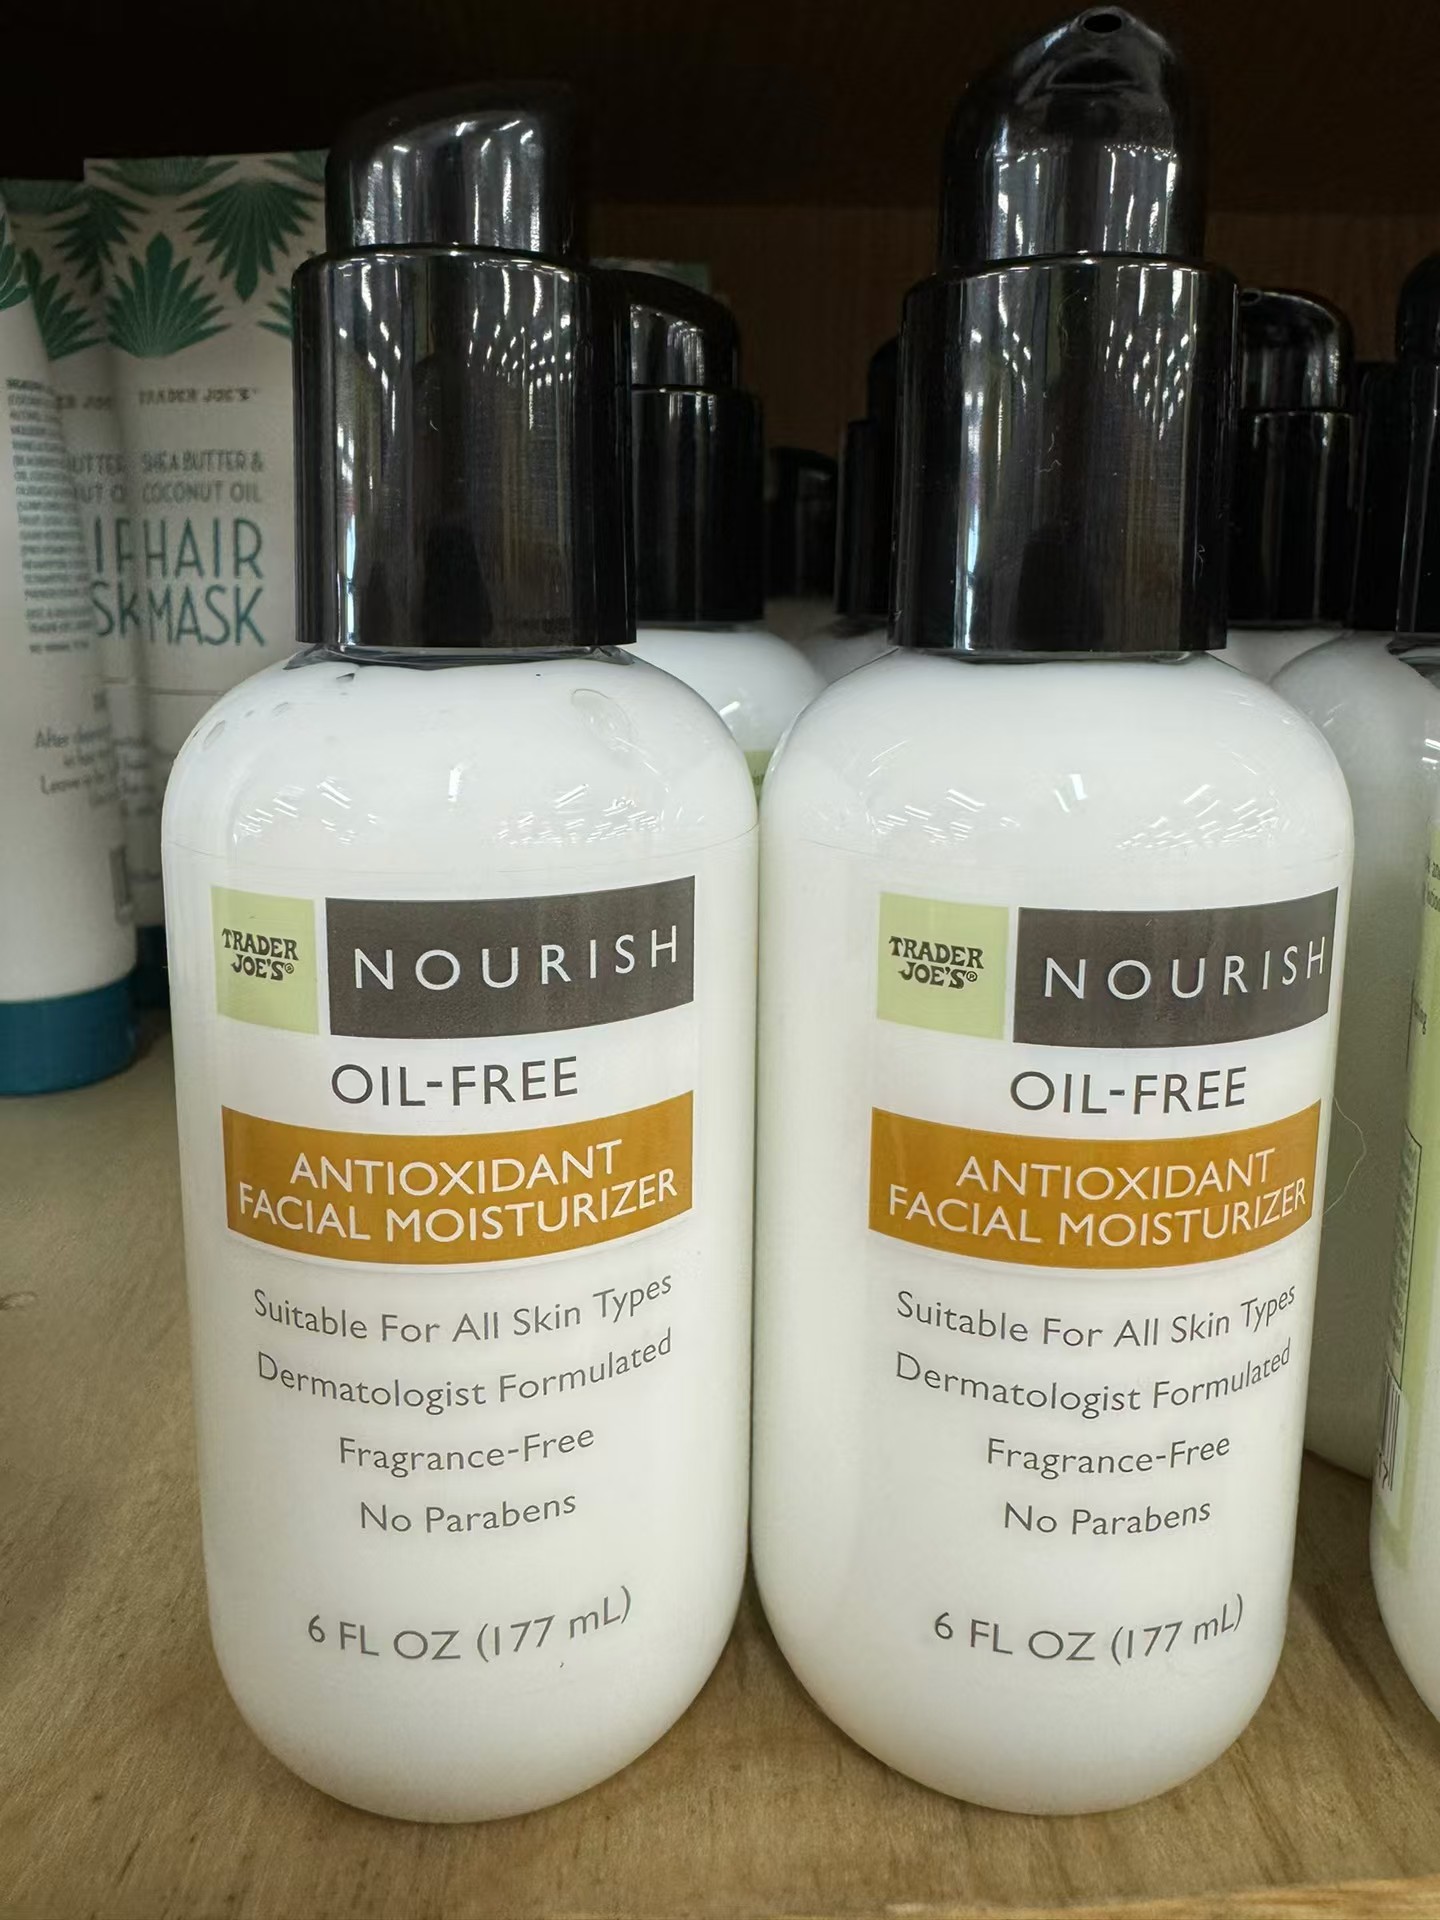 TRADER JOE'S
SHEA BUTTER &
COCONUT OIL
HAIR
MASK
TRADER
JOE'S®
NOURISH
OIL-FREE
ANTIOXIDANT
FACIAL MOISTURIZER
Suitable For All Skin Types
Dermatologist Formulated
Fragrance-Free
No Parabens
6 FL OZ (177 mL)
TRADER
JOE'S®
NOURISH
OIL-FREE
ANTIOXIDANT
FACIAL MOISTURIZER
Suitable For All Skin Types
Dermatologist Formulated
Fragrance-Free
No Parabens
6 FL OZ (177 mL)